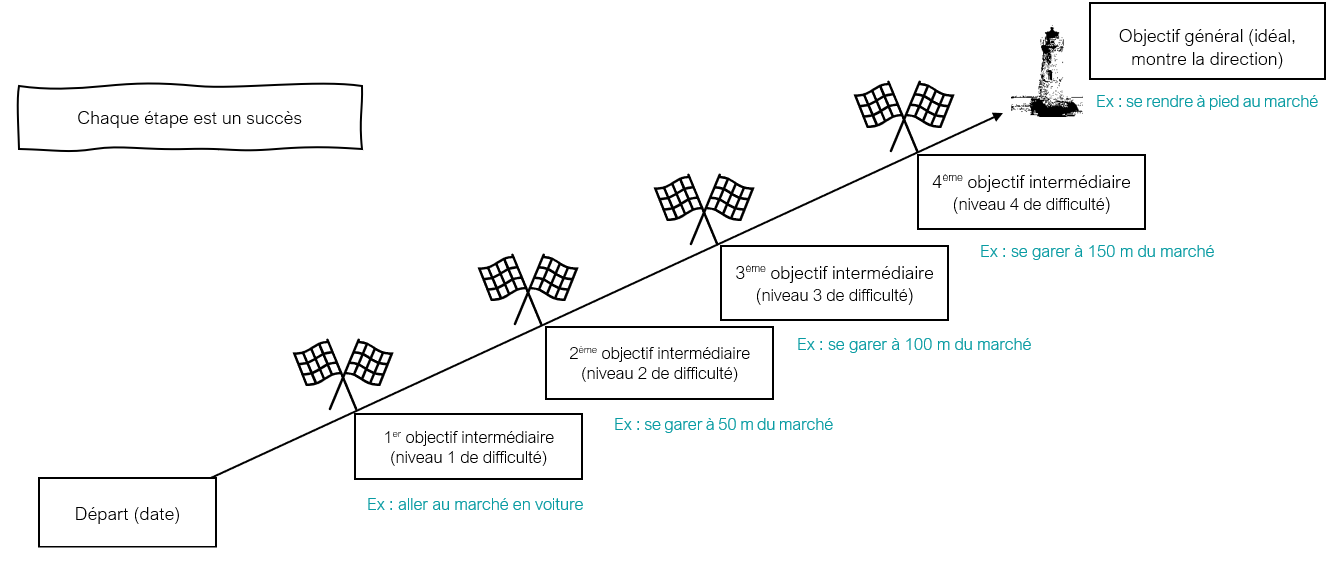 Objectif général (idéal,
montre la direction)
Ex : se rendre à pied au marché
Chaque étape est un succès
4ème objectif intermédiaire
(niveau 4 de difficulté)
Ex : se garer à 150 m du marché
3ème objectif intermédiaire
(niveau 3 de difficulté)
Ex : se garer à 100 m du marché
2ème objectif intermédiaire
(niveau 2 de difficulté)
Ex : se garer à 50 m du marché
1er objectif intermédiaire
(niveau 1 de difficulté)
Ex : aller au marché en voiture
Départ (date)